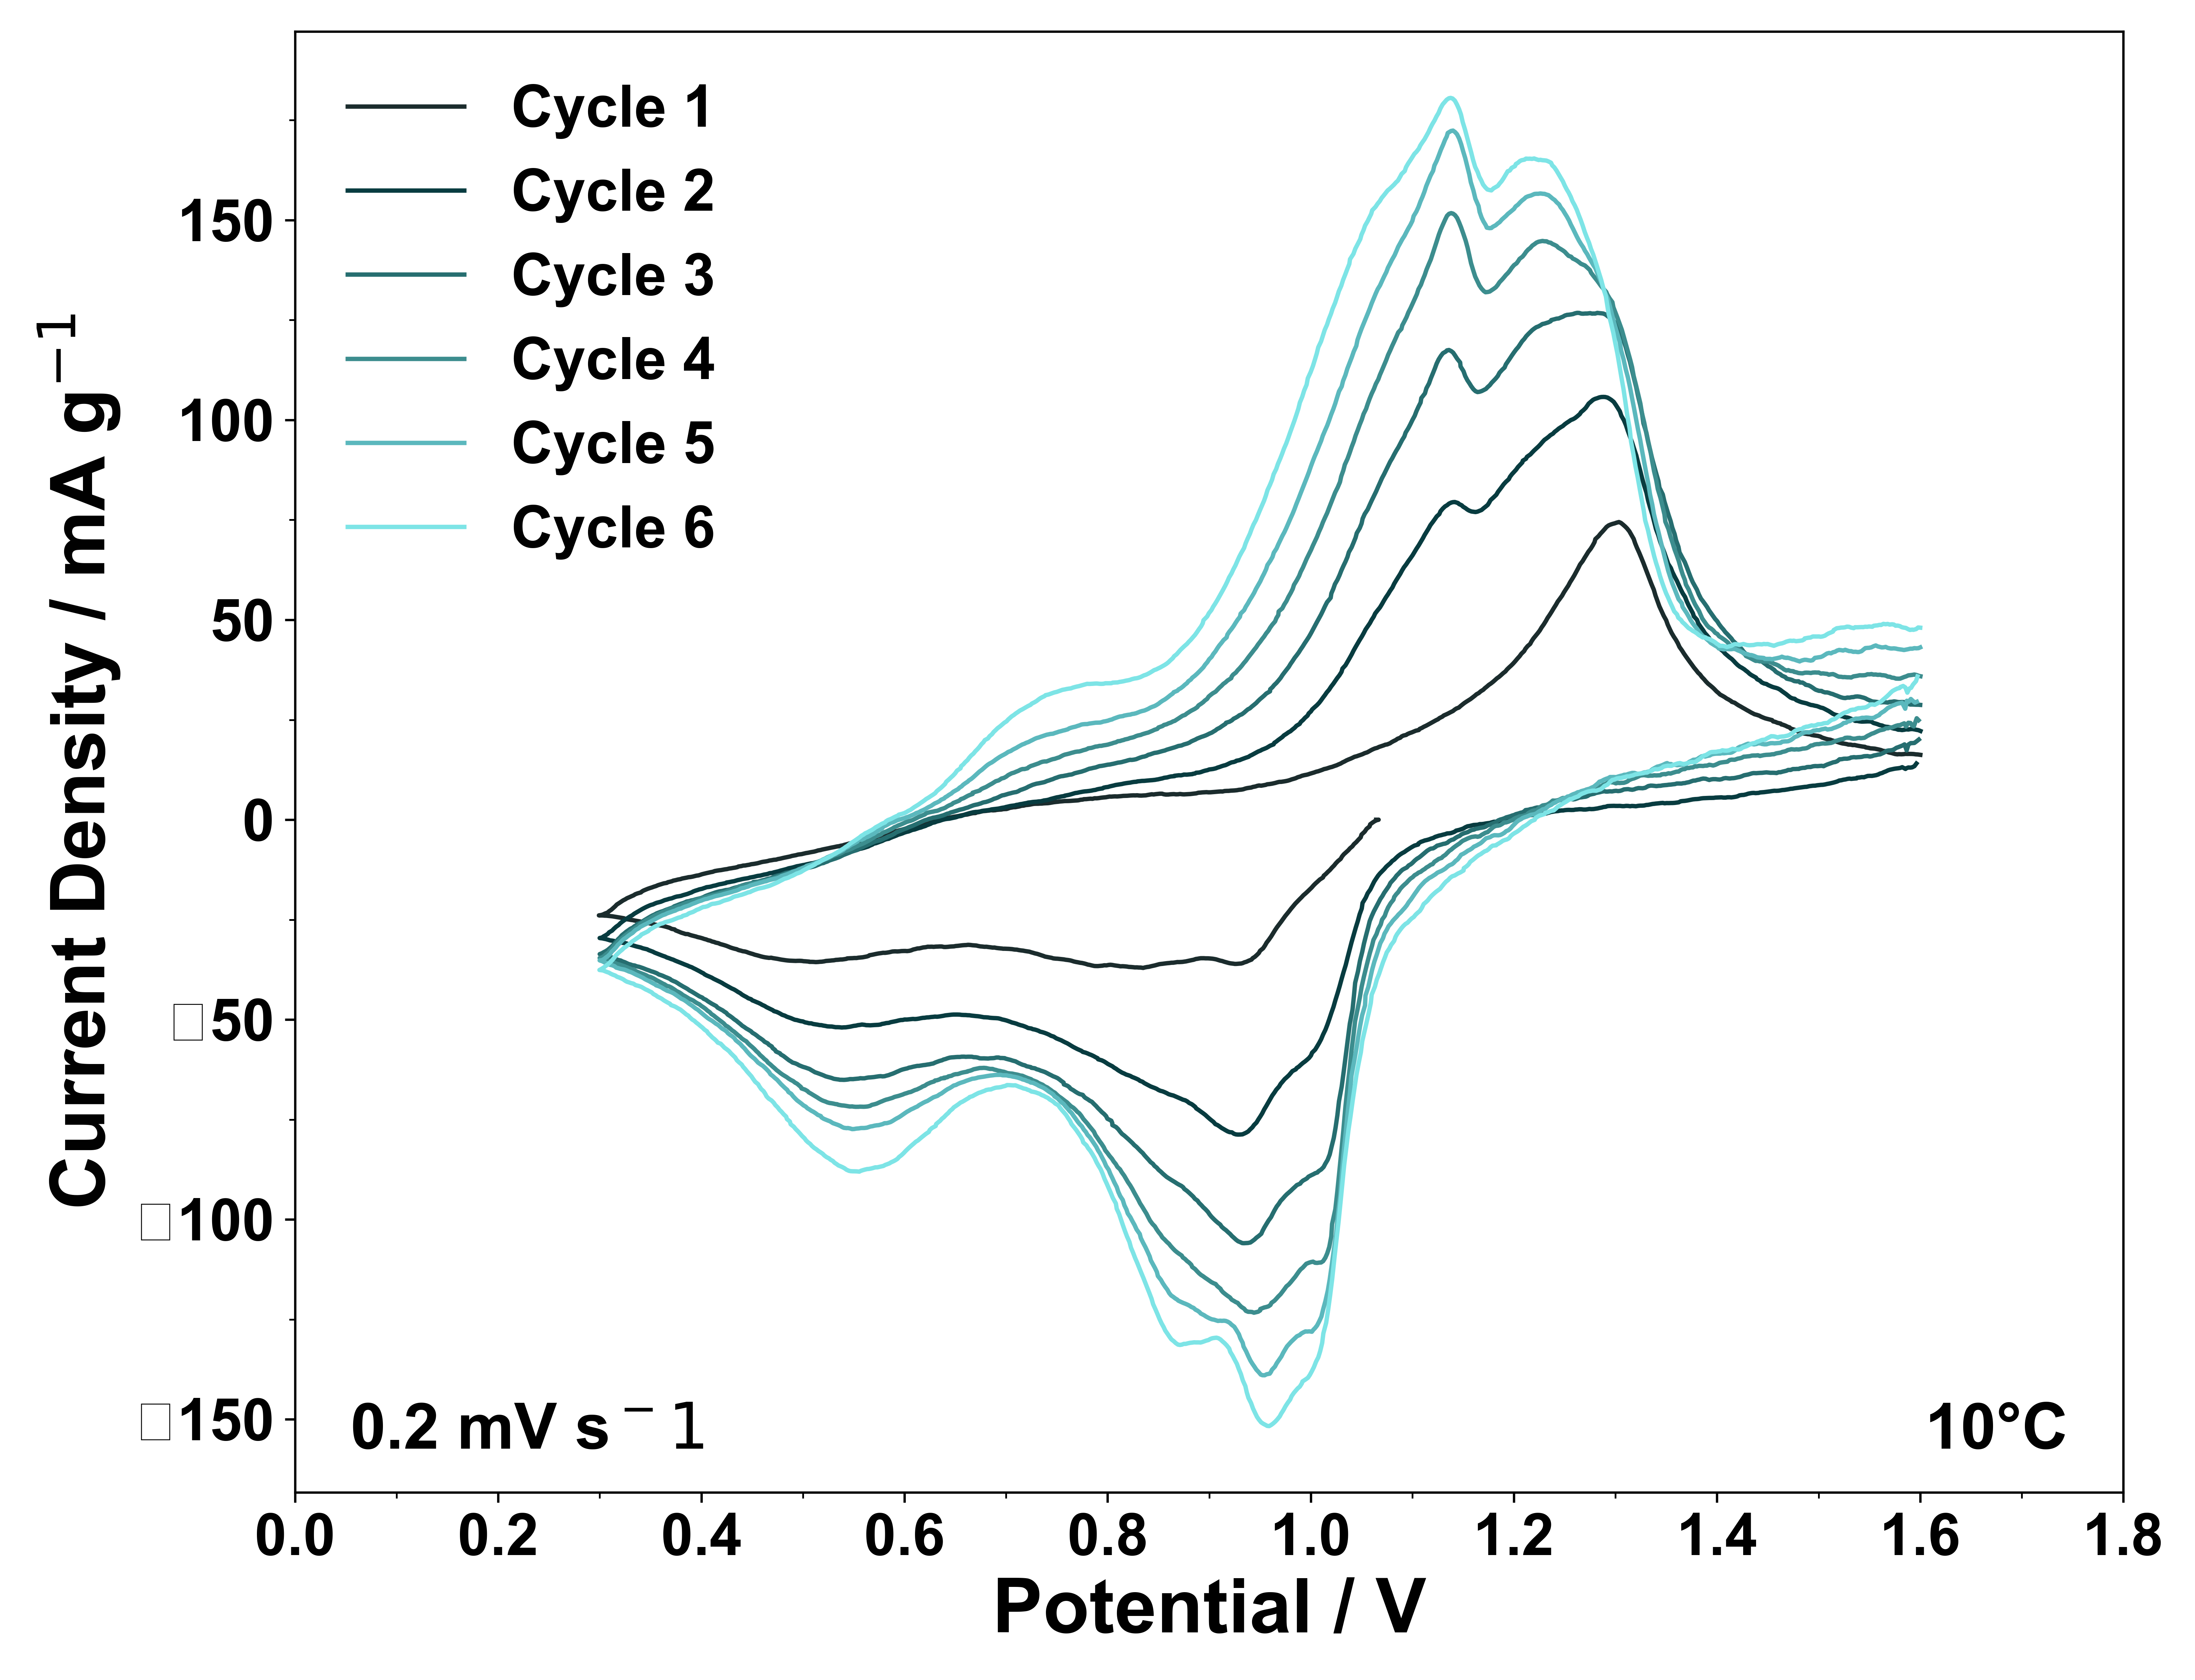 Cycle 1
Cycle 2
Cycle 3
Cycle 4
Cycle 5
Cycle 6
150
100
50
0
□50
□100
□150
Current Density / mA g⁻¹
0.2 mV s⁻¹
10°C
0.0 0.2 0.4 0.6 0.8 1.0 1.2 1.4 1.6 1.8
Potential / V